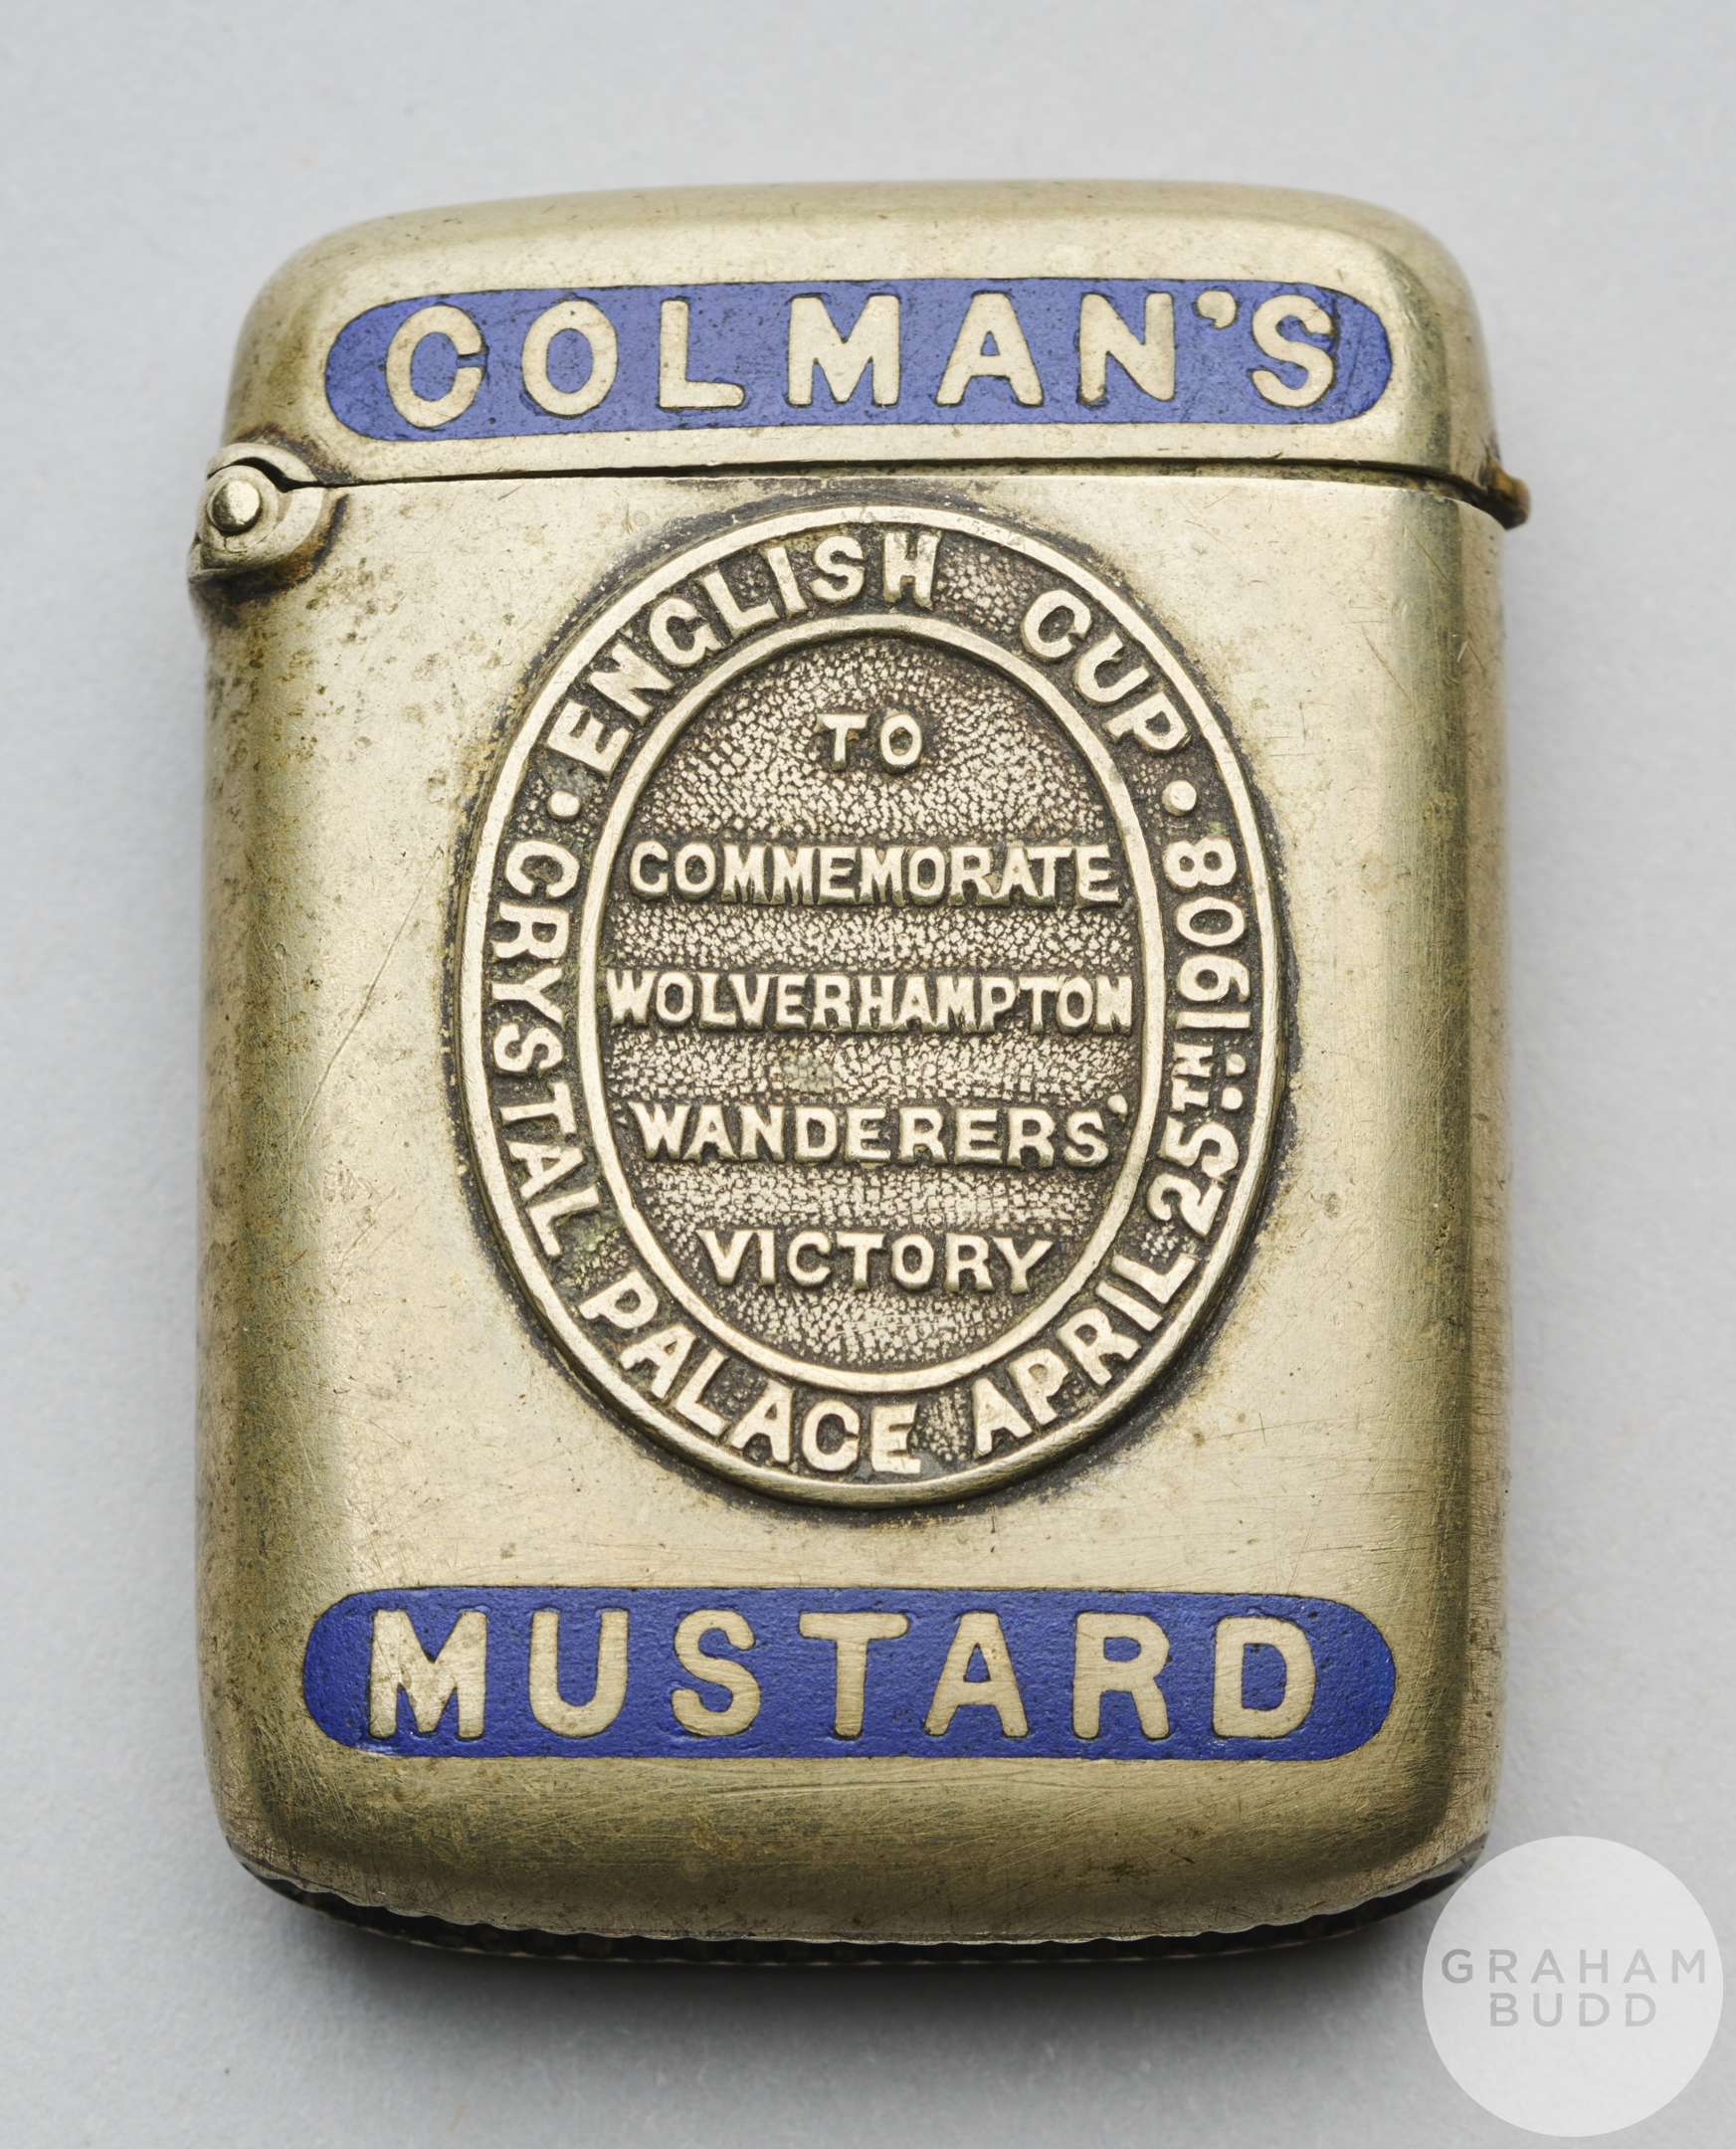 COLMAN'S
· ENGLISH CUP ·
CRYSTAL PALACE APRIL 25TH 1908
TO
COMMEMORATE
WOLVERHAMPTON
WANDERERS'
VICTORY
MUSTARD
GRAHAM
BUDD